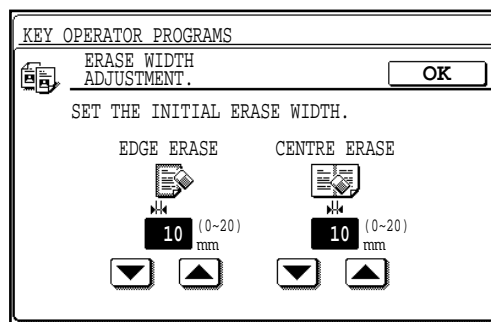 KEY OPERATOR PROGRAMS
ERASE WIDTH
ADJUSTMENT.
OK
SET THE INITIAL ERASE WIDTH.
EDGE ERASE CENTRE ERASE
10 (0~20) mm 10 (0~20) mm